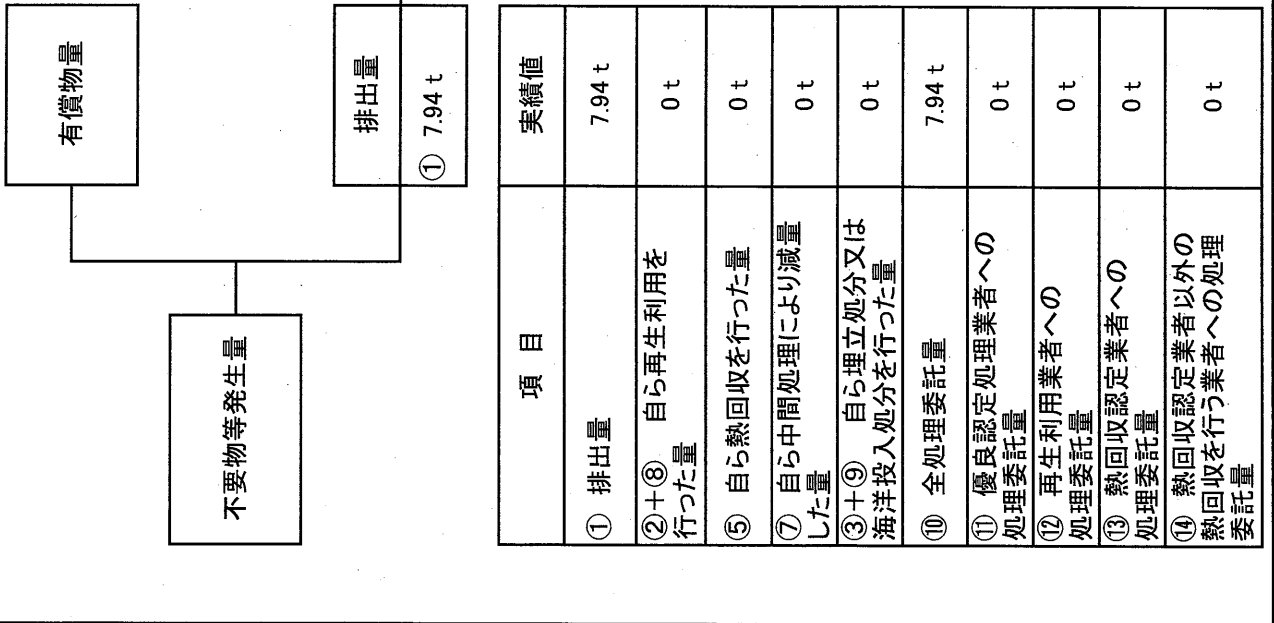 有償物量
不要物等発生量
排出量
① 7.94 t
項 目
実績値
① 排出量
7.94 t
②+⑧ 自ら再生利用を
行った量
0 t
⑤ 自ら熱回収を行った量
0 t
⑦ 自ら中間処理により減量
した量
0 t
③+⑨ 自ら埋立処分又は
海洋投入処分を行った量
0 t
⑩ 全処理委託量
7.94 t
⑪ 優良認定処理業者への
処理委託量
0 t
⑫ 再生利用業者への
処理委託量
0 t
⑬ 熱回収認定業者への
処理委託量
0 t
⑭ 熱回収認定業者以外の
熱回収を行う業者への処理
委託量
0 t